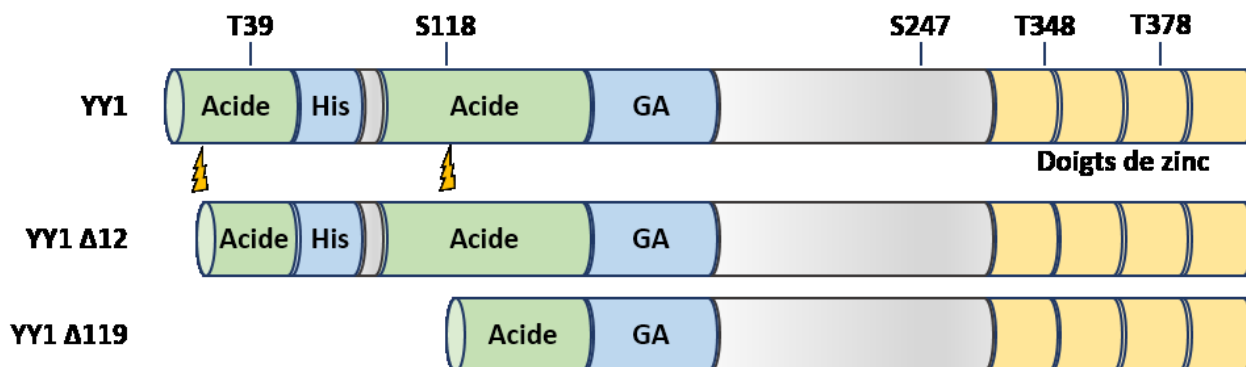 T39 S118 S247 T348 T378
YY1 Acide His Acide GA
Doigts de zinc
YY1 Δ12 Acide His Acide GA
YY1 Δ119 Acide GA